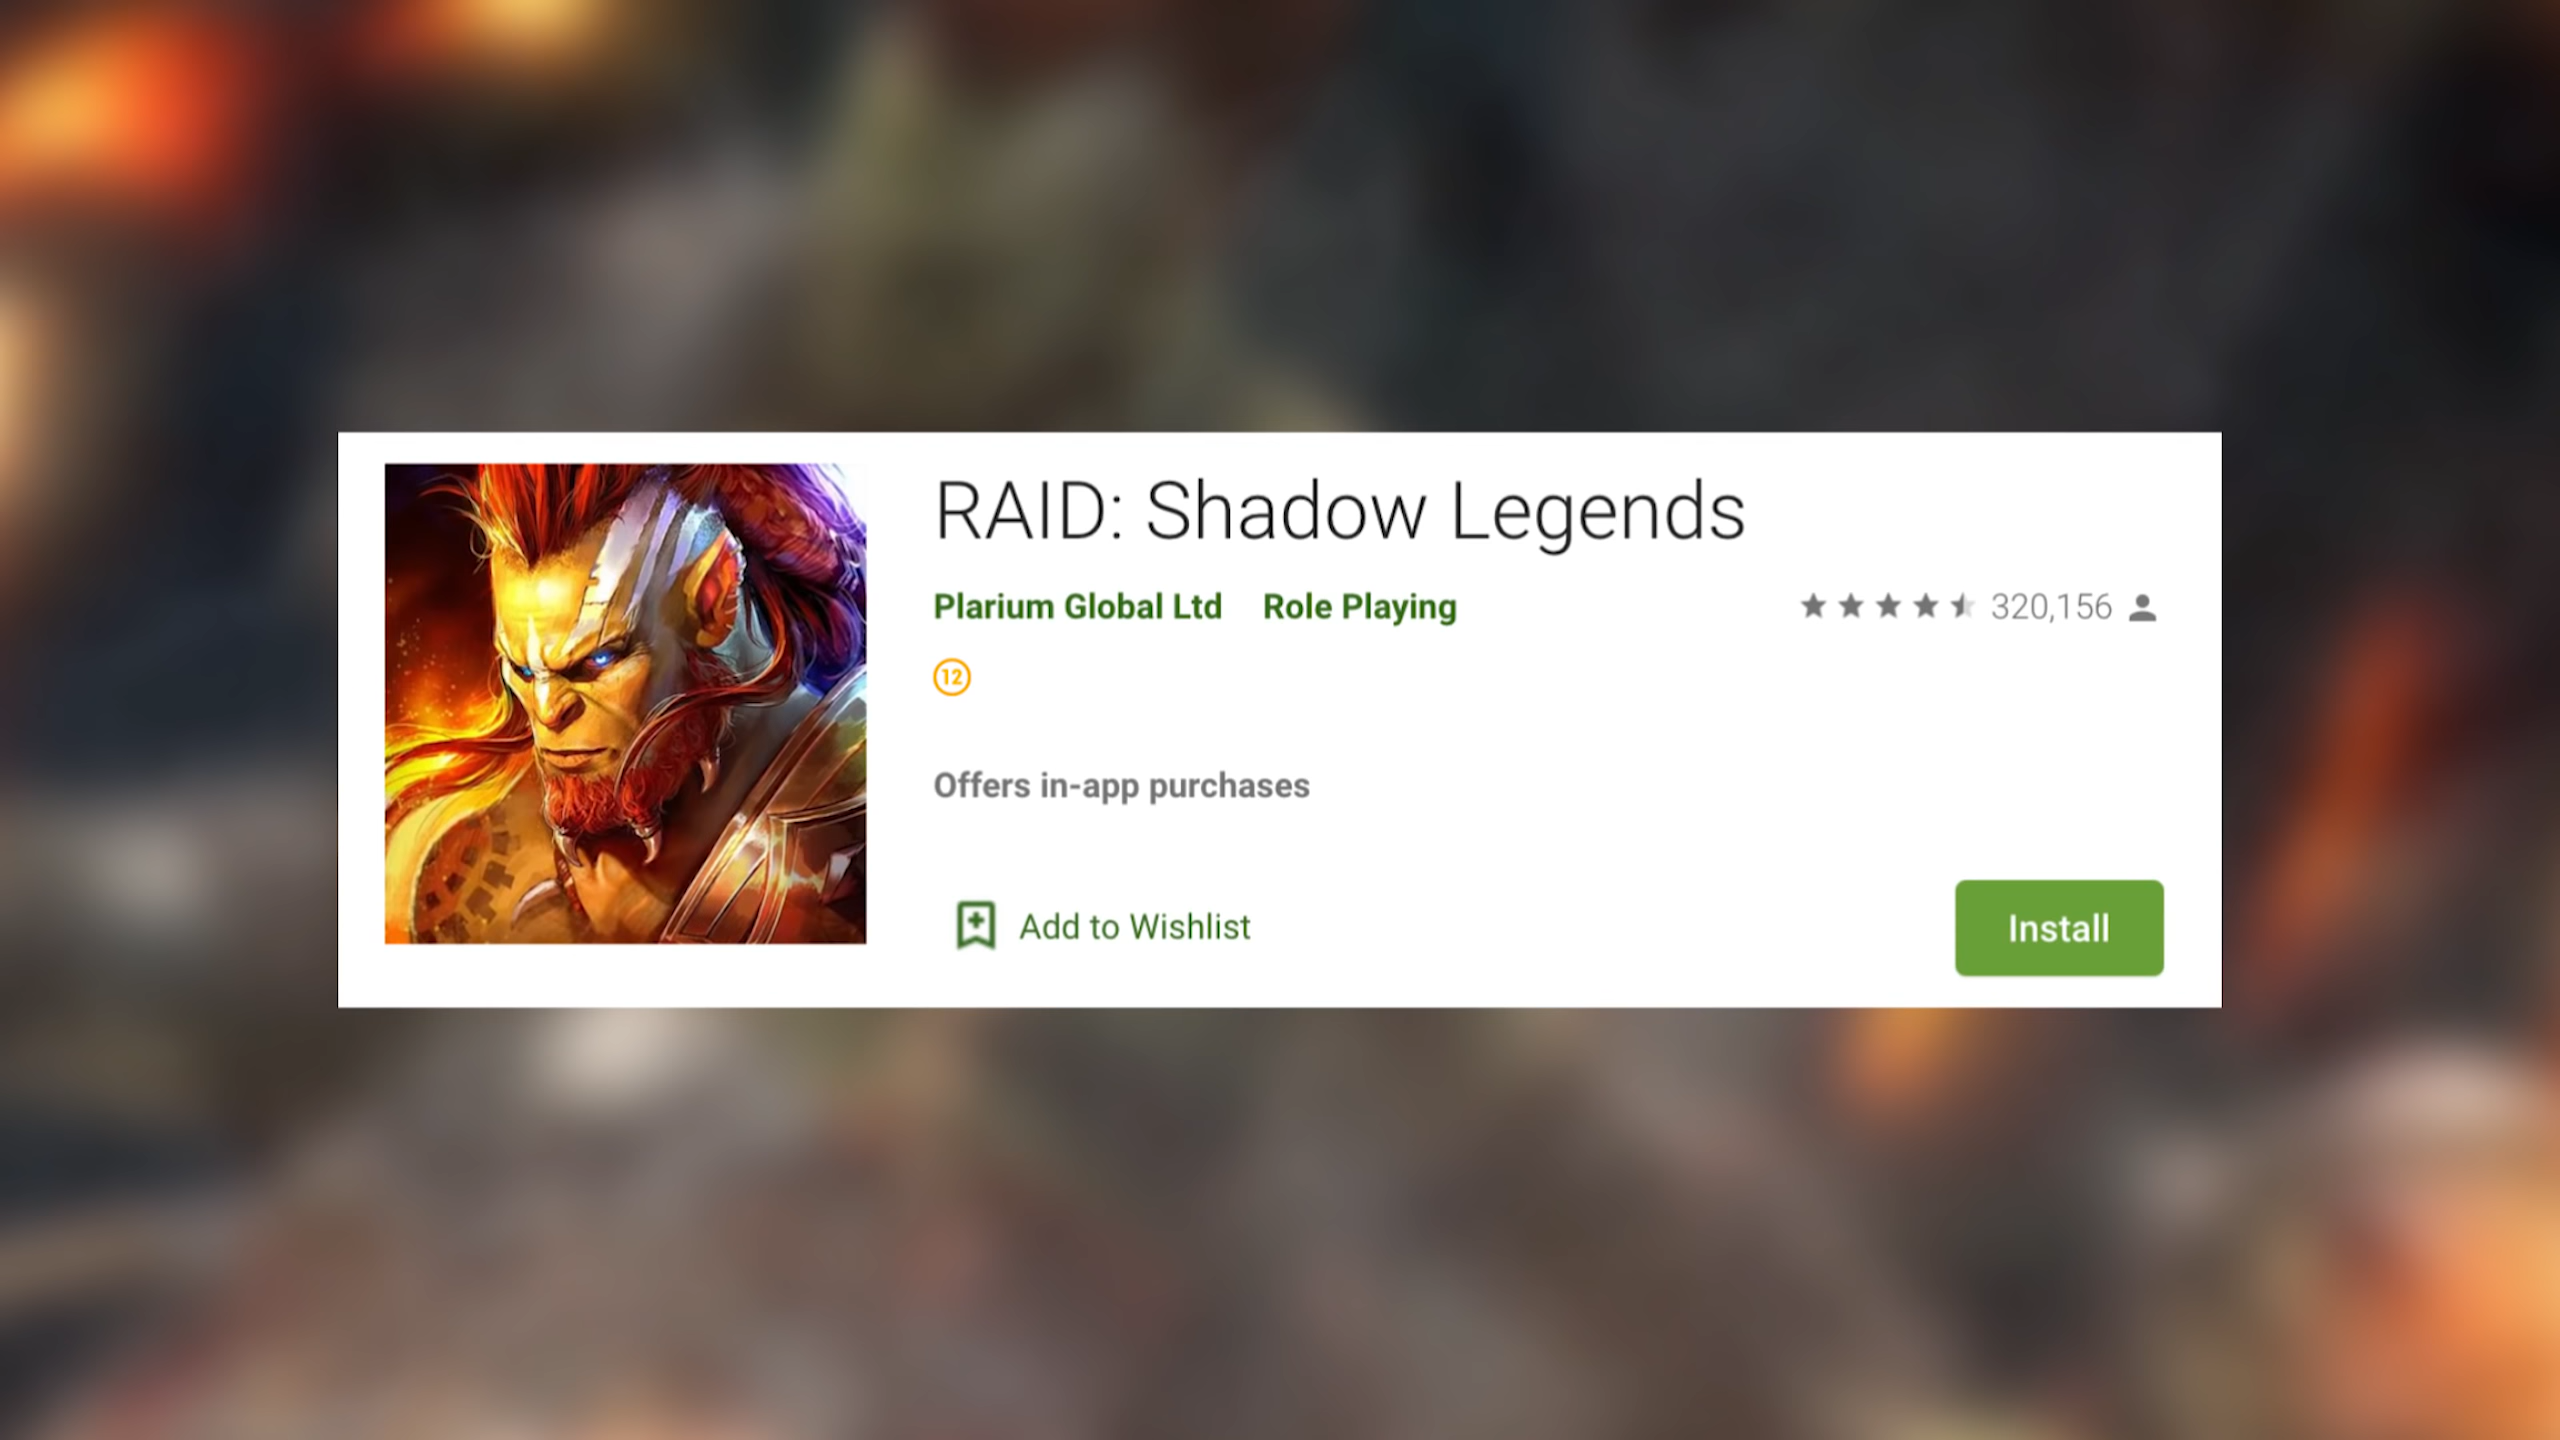 RAID: Shadow Legends
Plarium Global Ltd Role Playing 320,156
12
Offers in-app purchases
Add to Wishlist Install